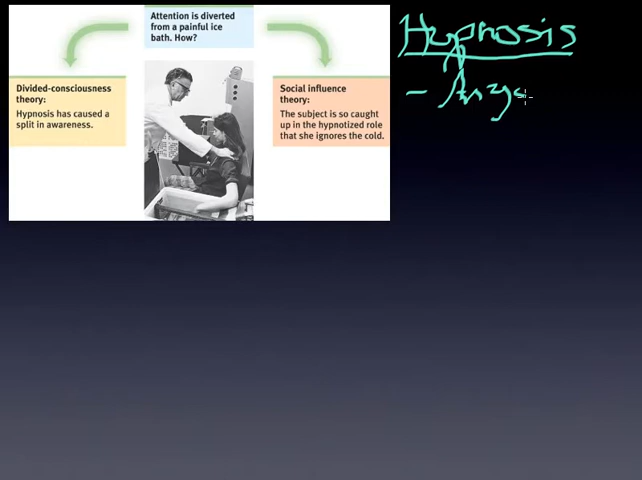 Attention is diverted
from a painful ice
bath. How?
Divided-consciousness
theory:
Hypnosis has caused a
split in awareness.
Social influence
theory:
The subject is so caught
up in the hypnotized role
that she ignores the cold.
Hypnosis